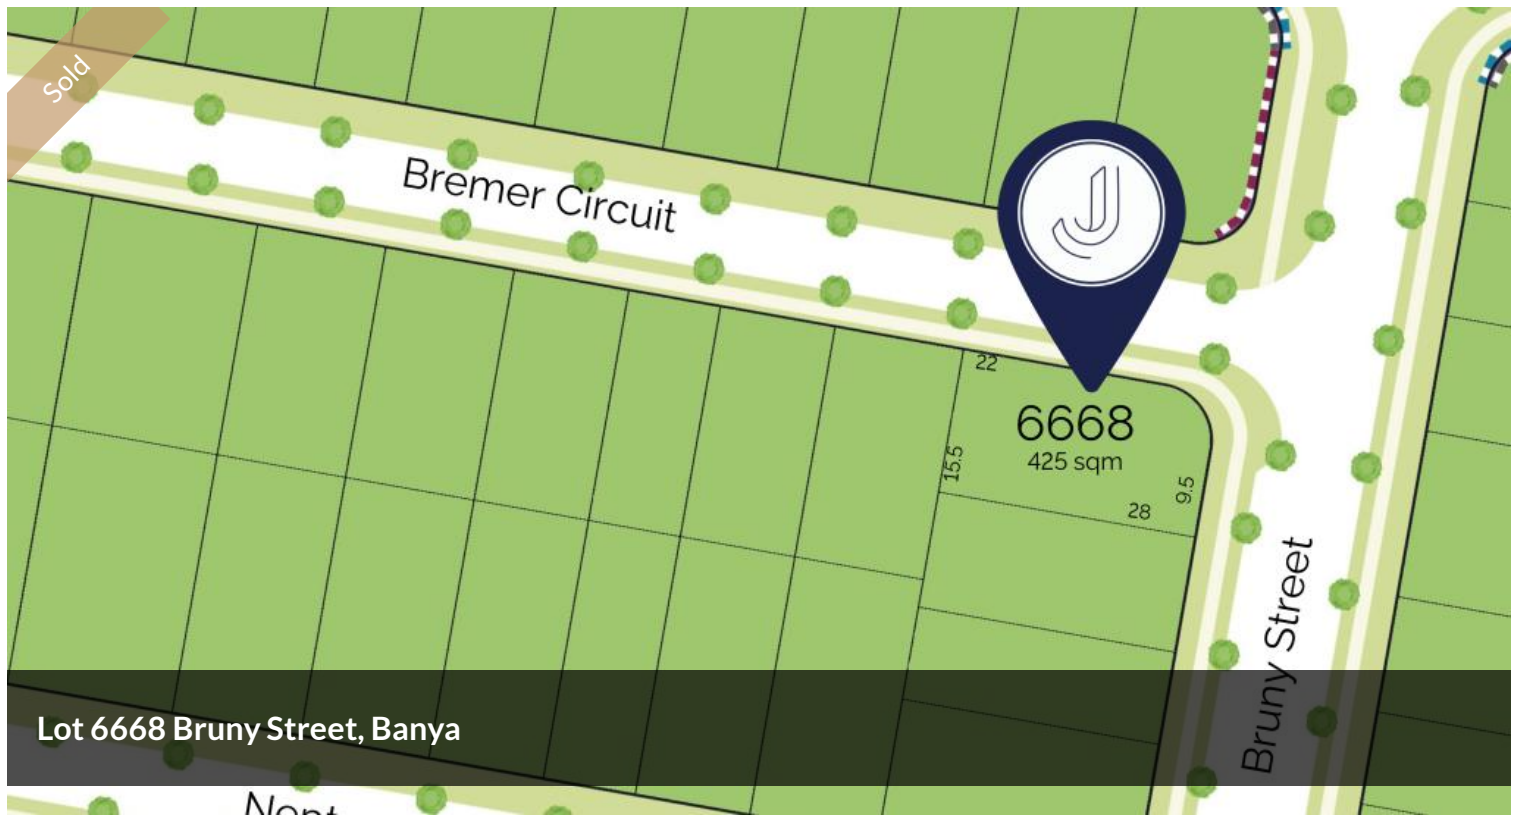 Sold
Bremer Circuit
22
6668
425 sqm
15.5
9.5
28
Bruny Street
Lot 6668 Bruny Street, Banya